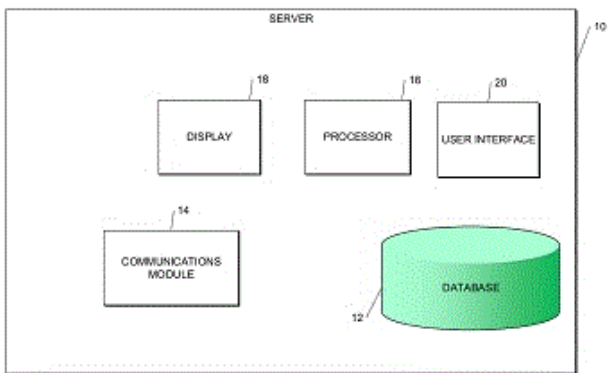 SERVER
10
18
16
20
DISPLAY
PROCESSOR
USER INTERFACE
14
COMMUNICATIONS
MODULE
DATABASE
12